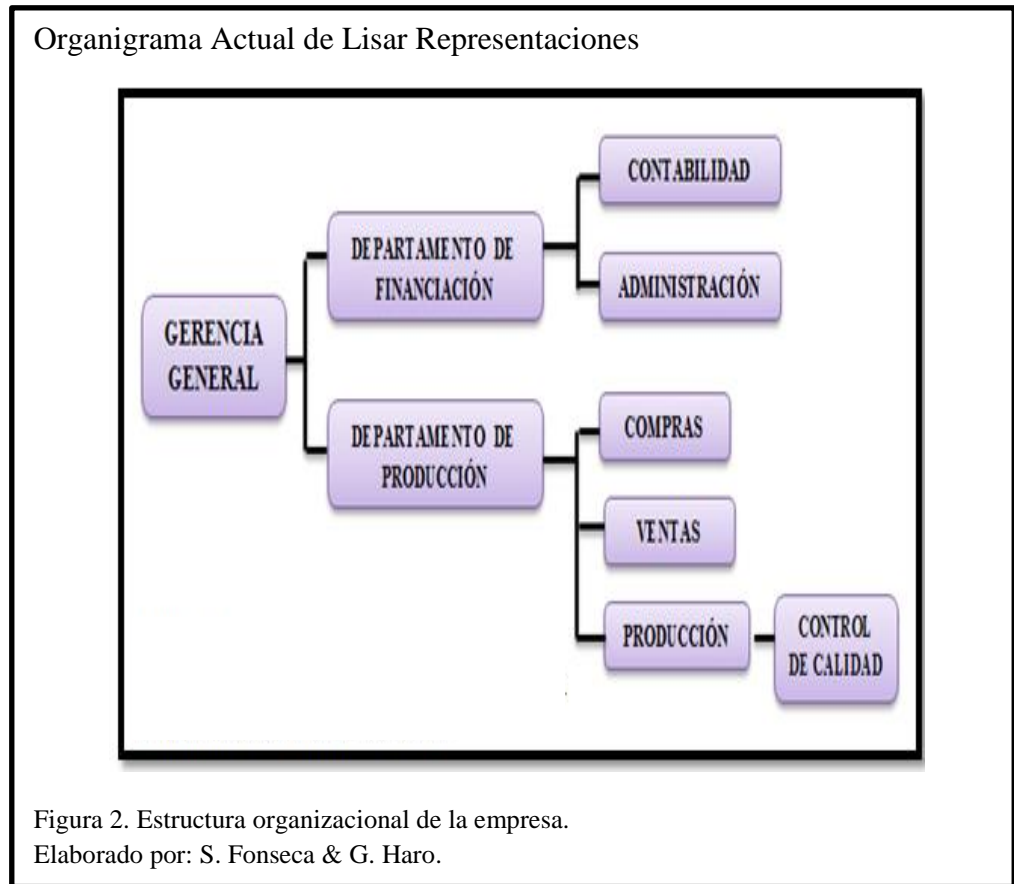 Organigrama Actual de Lisar Representaciones
GERENCIA
GENERAL
DEPARTAMENTO DE
FINANCIACIÓN
CONTABILIDAD
ADMINISTRACIÓN
DEPARTAMENTO DE
PRODUCCIÓN
COMPRAS
VENTAS
PRODUCCIÓN
CONTROL
DE CALIDAD
Figura 2. Estructura organizacional de la empresa.
Elaborado por: S. Fonseca & G. Haro.